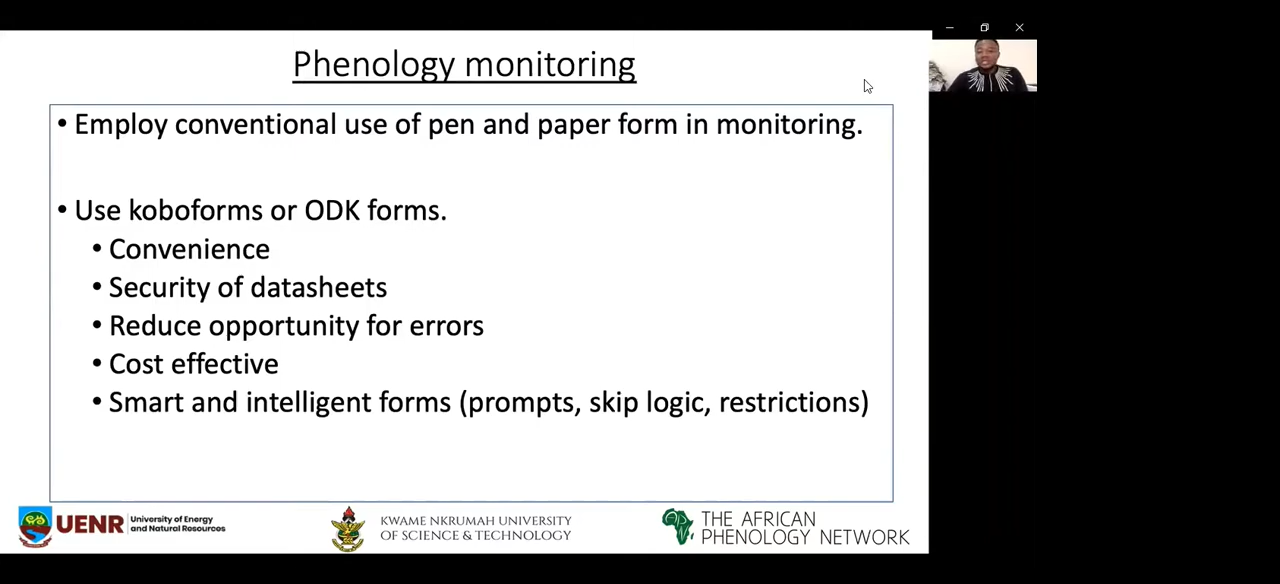 Phenology monitoring
• Employ conventional use of pen and paper form in monitoring.
• Use koboforms or ODK forms.
• Convenience
• Security of datasheets
• Reduce opportunity for errors
• Cost effective
• Smart and intelligent forms (prompts, skip logic, restrictions)
UENR
University of Energy
and Natural Resources
KWAME NKRUMAH UNIVERSITY
OF SCIENCE & TECHNOLOGY
THE AFRICAN
PHENOLOGY NETWORK